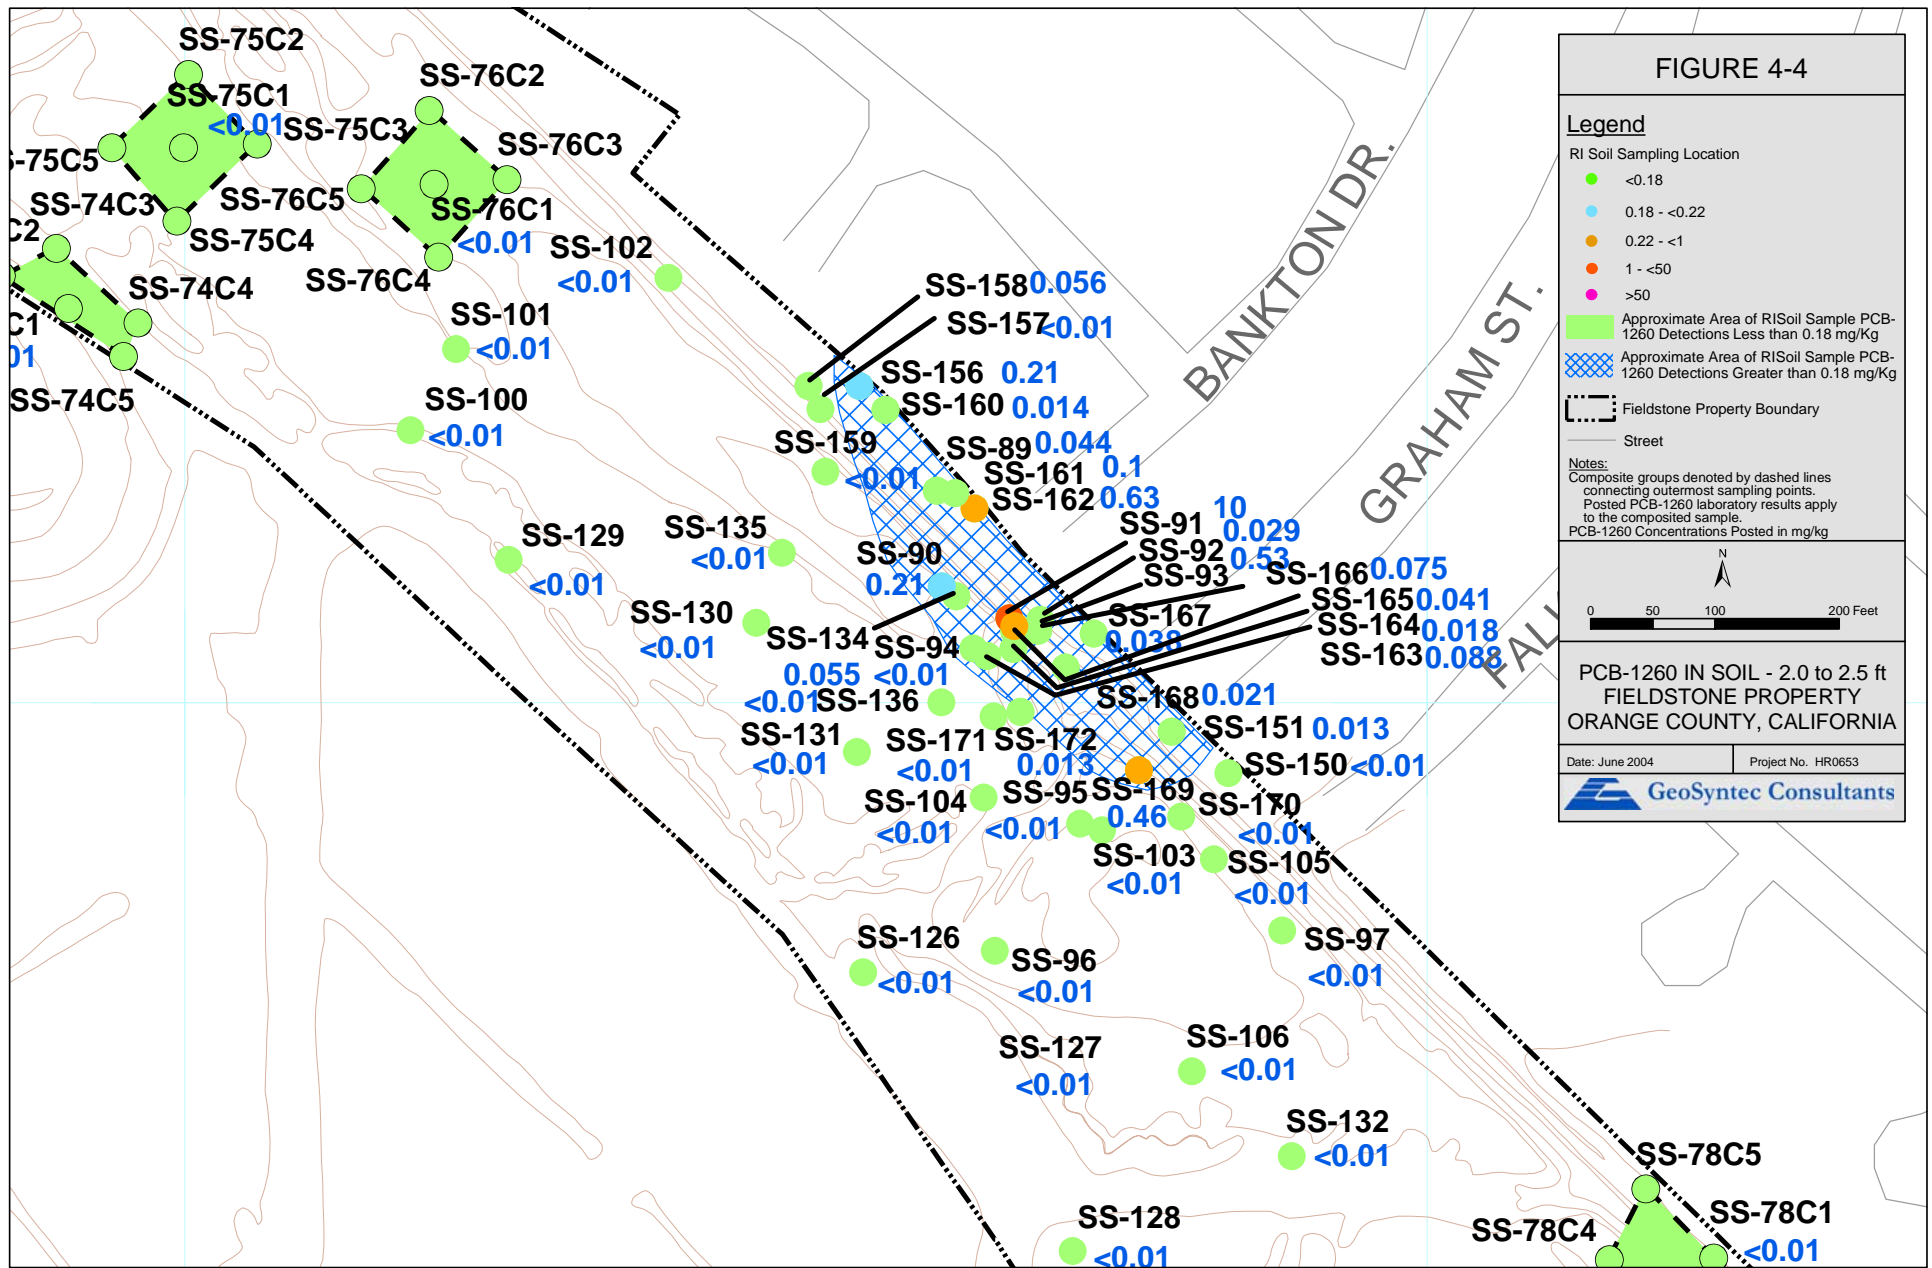 SS-75C2
SS-76C2
SS-75C1
<0.01
SS-75C3
SS-76C3
S-75C5
SS-74C3
SS-76C5
SS-76C1
<0.01
C2
SS-75C4
SS-76C4
SS-102
<0.01
SS-74C4
C1
01
SS-74C5
SS-101
<0.01
SS-100
<0.01
SS-158 0.056
SS-157 <0.01
SS-156 0.21
SS-160 0.014
SS-159
<0.01
SS-89 0.044
SS-161 0.1
SS-162 0.63
SS-129
<0.01
SS-135
<0.01
SS-90
0.21
SS-91 10
SS-92 0.029
SS-93 0.53
SS-166 0.075
SS-165 0.041
SS-164 0.018
SS-163 0.088
SS-167
0.038
SS-130
<0.01
SS-134
0.055
SS-94
<0.01
<0.01 SS-136
SS-168 0.021
SS-131
<0.01
SS-171
<0.01
SS-172
0.013
SS-151 0.013
SS-150 <0.01
SS-104
<0.01
SS-95
<0.01
SS-169
0.46
SS-170
<0.01
SS-103
<0.01
SS-105
<0.01
SS-126
<0.01
SS-96
<0.01
SS-97
<0.01
SS-127
<0.01
SS-106
<0.01
SS-132
<0.01
SS-128
<0.01
SS-78C5
SS-78C4
SS-78C1
<0.01
BANKTON DR.
GRAHAM ST.
FALL
FIGURE 4-4
Legend
RI Soil Sampling Location
<0.18
0.18 - <0.22
0.22 - <1
1 - <50
>50
Approximate Area of RISoil Sample PCB-
1260 Detections Less than 0.18 mg/Kg
Approximate Area of RISoil Sample PCB-
1260 Detections Greater than 0.18 mg/Kg
Fieldstone Property Boundary
Street
Notes:
Composite groups denoted by dashed lines
connecting outermost sampling points.
Posted PCB-1260 laboratory results apply
to the composited sample.
PCB-1260 Concentrations Posted in mg/kg
N
0 50 100 200 Feet
PCB-1260 IN SOIL - 2.0 to 2.5 ft
FIELDSTONE PROPERTY
ORANGE COUNTY, CALIFORNIA
Date: June 2004
Project No. HR0653
GeoSyntec Consultants